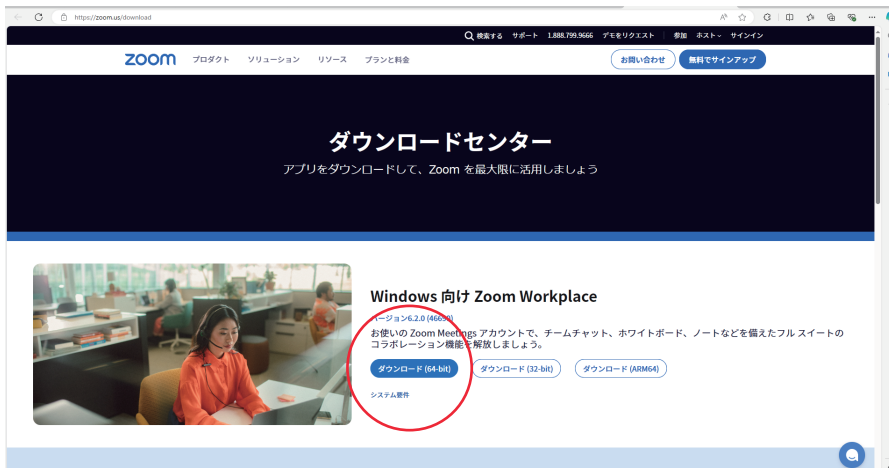 https://zoom.us/download
検索する サポート 1.888.799.9666 デモをリクエスト 参加 ホスト サインイン
zoom プロダクト ソリューション リソース プランと料金 お問い合わせ 無料でサインアップ
ダウンロードセンター
アプリをダウンロードして、Zoom を最大限に活用しましょう
Windows 向け Zoom Workplace
バージョン6.2.0 (46690)
お使いの Zoom Meetings アカウントで、チームチャット、ホワイトボード、ノートなどを備えたフル スイートの
コラボレーション機能を解放しましょう。
ダウンロード (64-bit) ダウンロード (32-bit) ダウンロード (ARM64)
システム要件